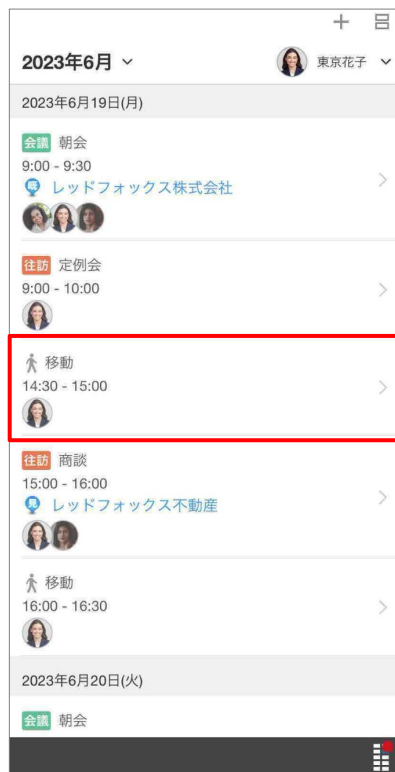 2023年6月
東京花子
2023年6月19日(月)
会議 朝会
9:00 - 9:30
レッドフォックス株式会社
往訪 定例会
9:00 - 10:00
移動
14:30 - 15:00
往訪 商談
15:00 - 16:00
見 レッドフォックス不動産
移動
16:00 - 16:30
2023年6月20日(火)
会議 朝会